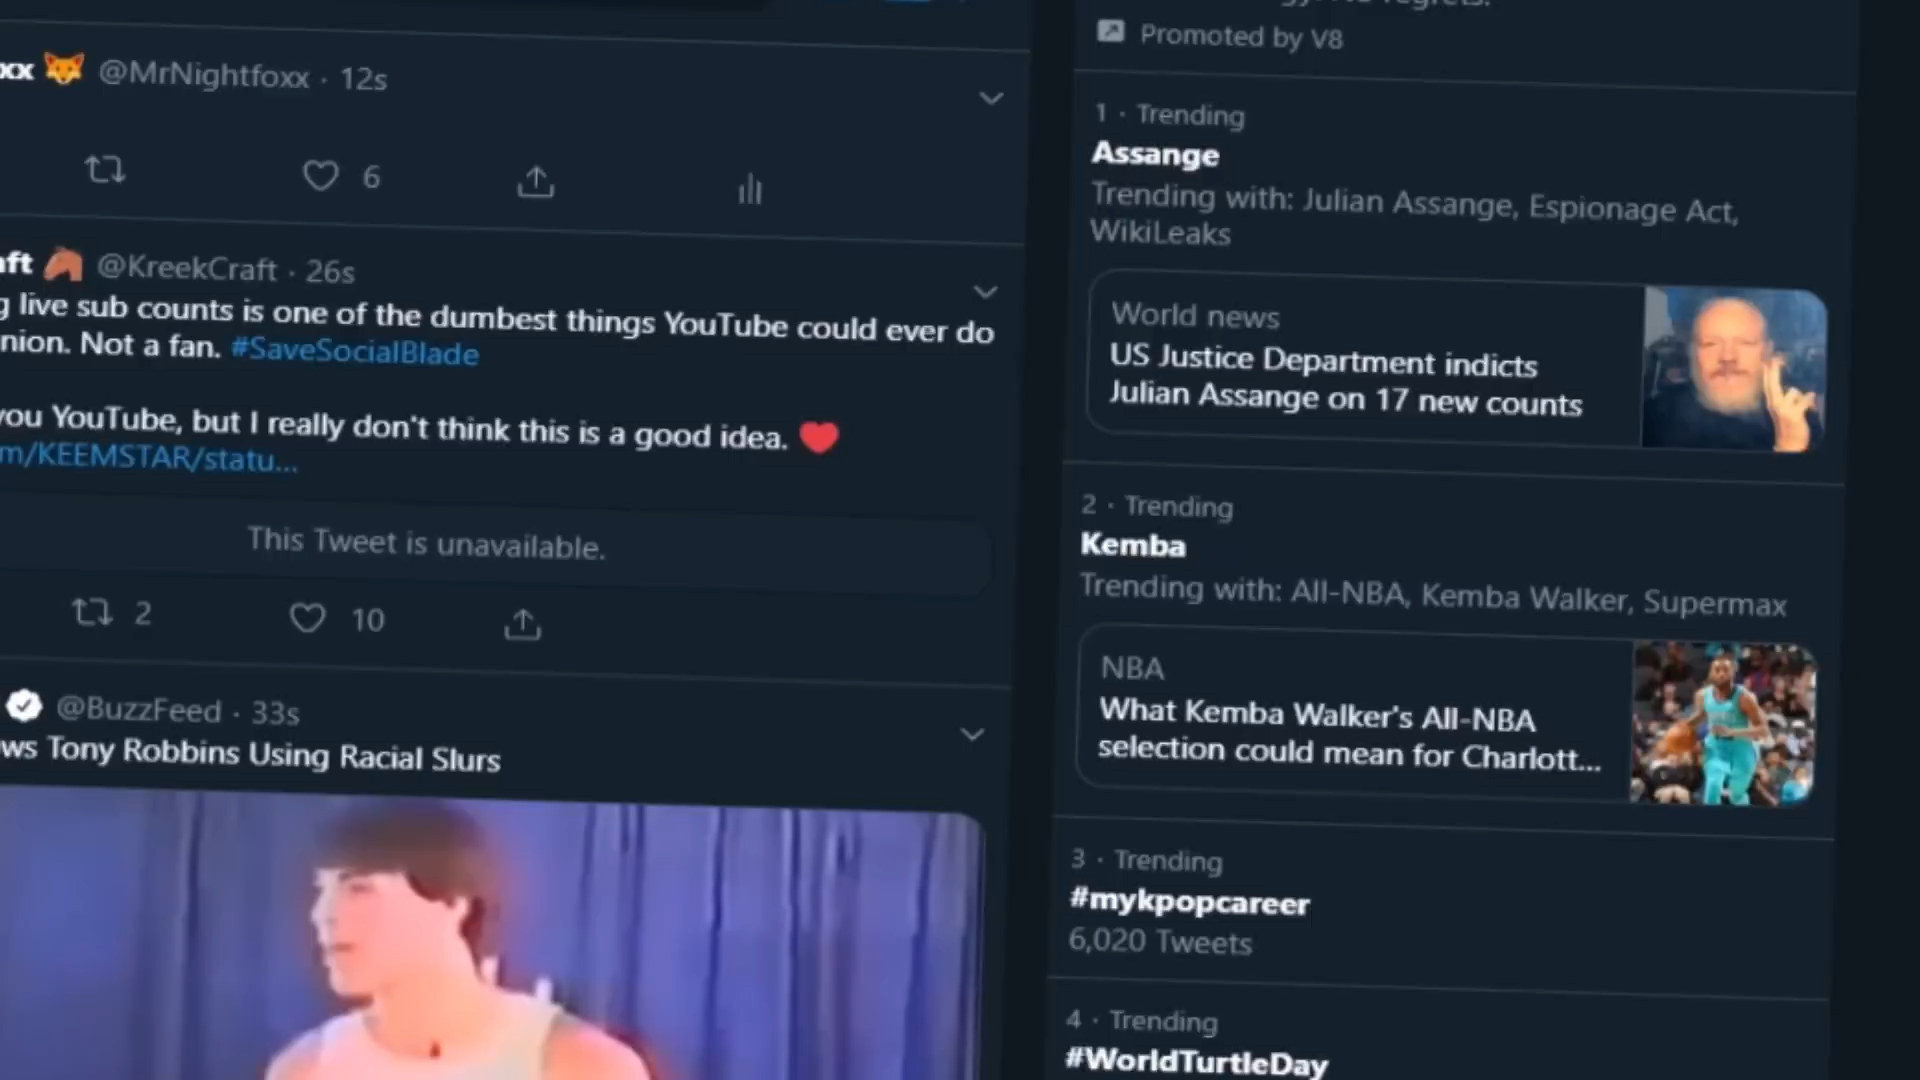 xx 🦊 @MrNightfoxx · 12s
6
aft 🐴 @KreekCraft · 26s
g live sub counts is one of the dumbest things YouTube could ever do
nion. Not a fan. #SaveSocialBlade
you YouTube, but I really don't think this is a good idea. ❤️
m/KEEMSTAR/statu...
This Tweet is unavailable.
2 10
@BuzzFeed · 33s
ows Tony Robbins Using Racial Slurs
Promoted by V8
1 · Trending
Assange
Trending with: Julian Assange, Espionage Act,
WikiLeaks
World news
US Justice Department indicts
Julian Assange on 17 new counts
2 · Trending
Kemba
Trending with: All-NBA, Kemba Walker, Supermax
NBA
What Kemba Walker's All-NBA
selection could mean for Charlott...
3 · Trending
#mykpopcareer
6,020 Tweets
4 · Trending
#WorldTurtleDay